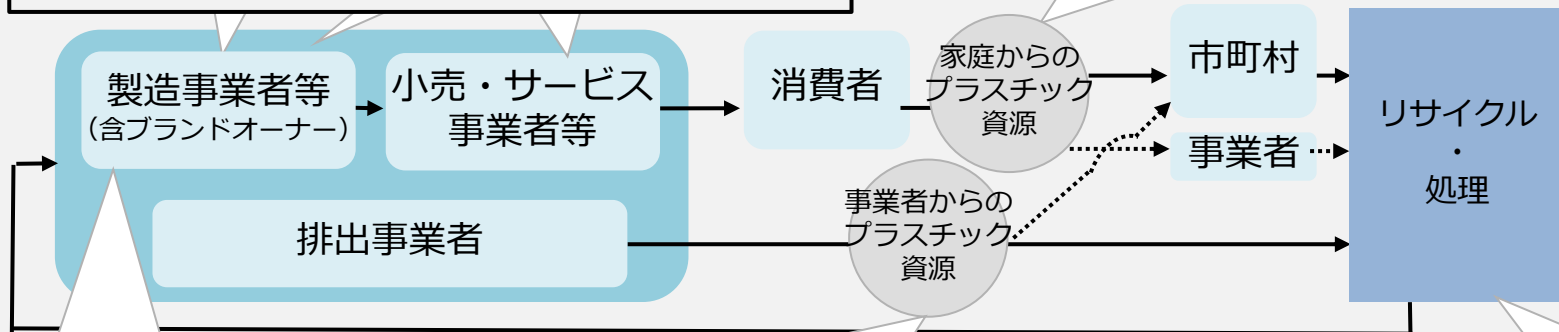 製造事業者等
（含ブランドオーナー）
小売・サービス
事業者等
消費者
家庭からの
プラスチック
資源
市町村
事業者
リサイクル
・
処理
排出事業者
事業者からの
プラスチック
資源